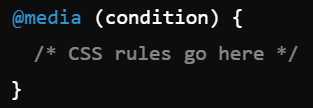 @media (condition) {
/* CSS rules go here */
}